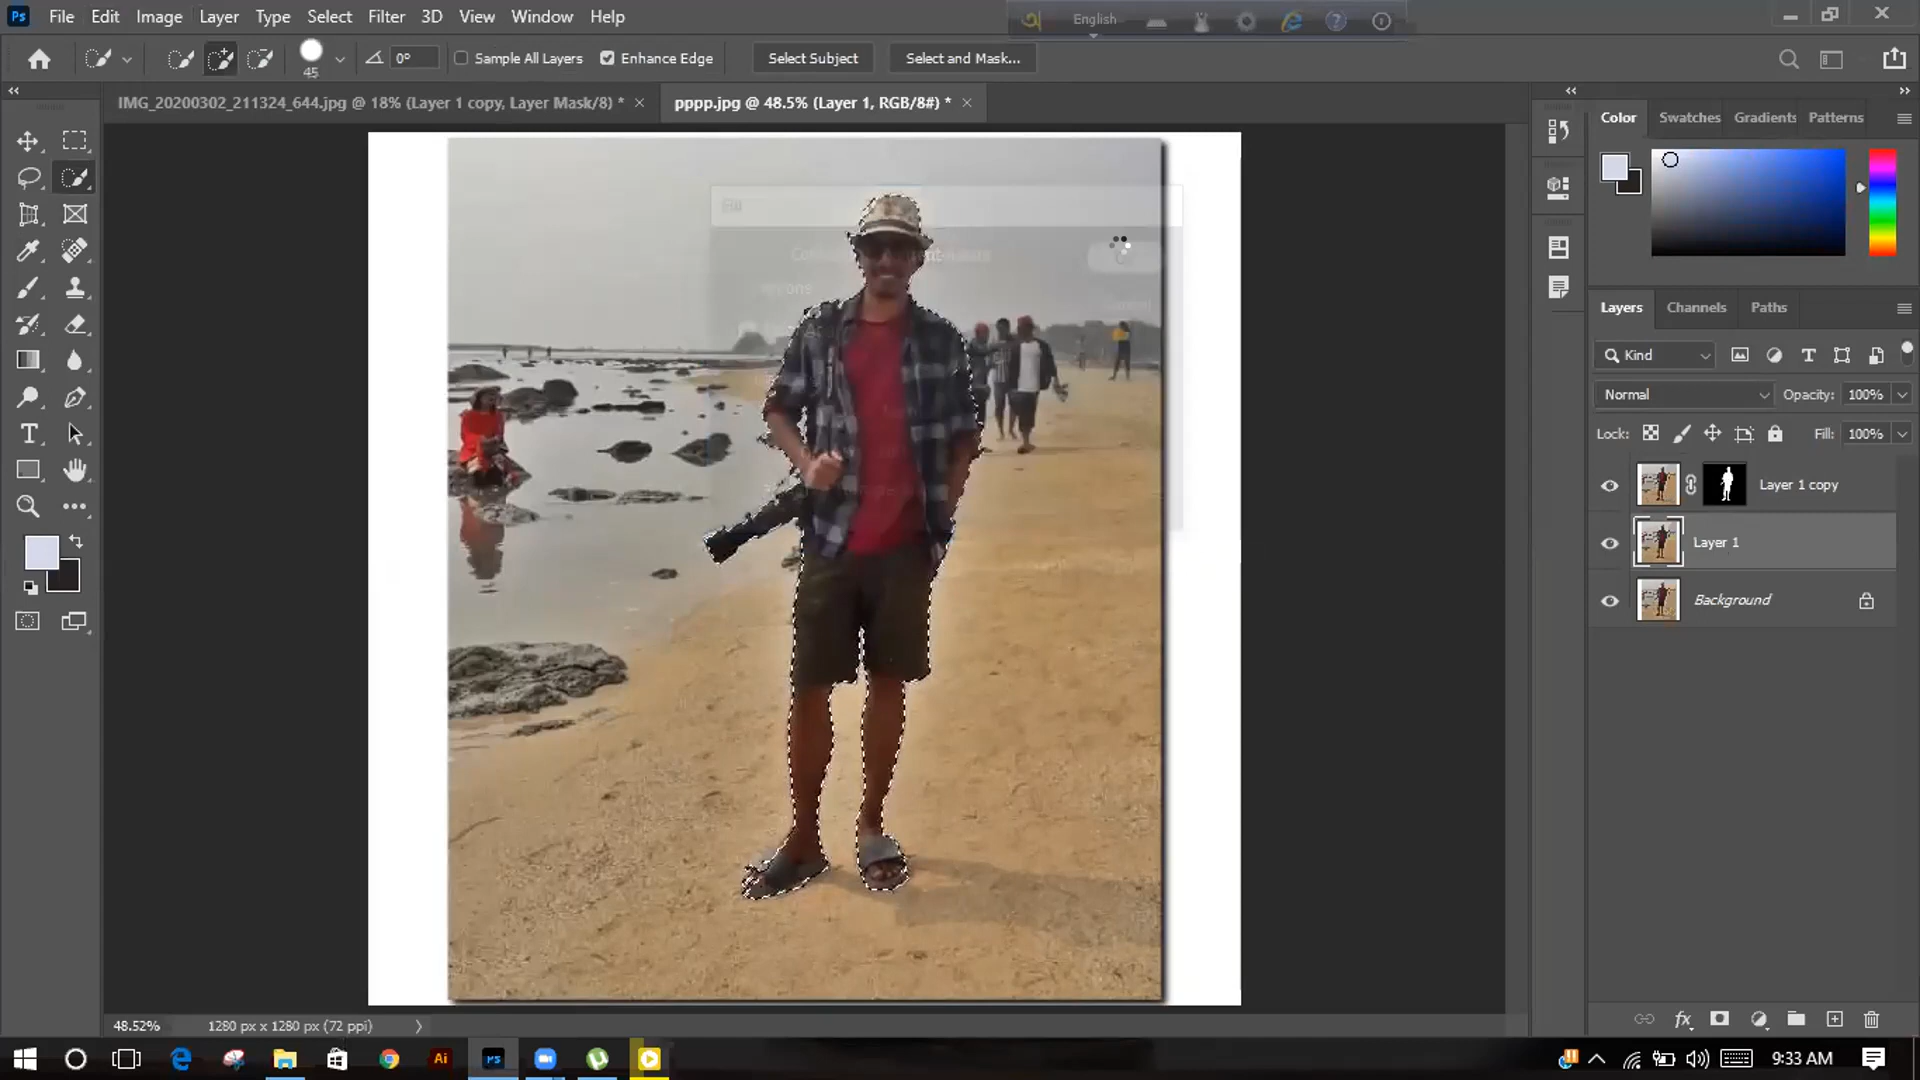 File Edit Image Layer Type Select Filter 3D View Window Help
English
45
0°
Sample All Layers
Enhance Edge
Select Subject
Select and Mask...
IMG_20200302_211324_644.jpg @ 18% (Layer 1 copy, Layer Mask/8) *
pppp.jpg @ 48.5% (Layer 1, RGB/8#) *
Color Swatches Gradients Patterns
Fill
Layers Channels Paths
Kind
Normal
Opacity: 100%
Lock:
Fill: 100%
Layer 1 copy
Layer 1
Background
48.52%
1280 px x 1280 px (72 ppi)
9:33 AM